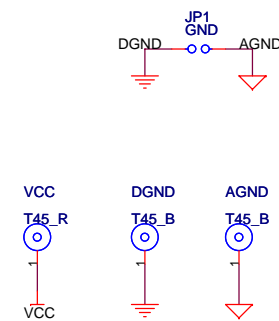 JP1
GND
DGND AGND
VCC DGND AGND
T45_R T45_B T45_B
1 1 1
VCC